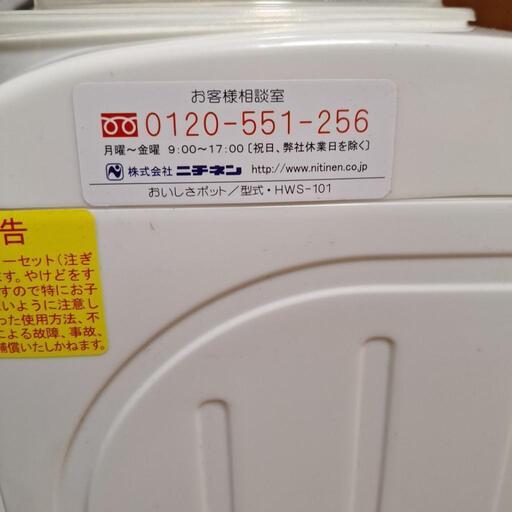 お客様相談室
0120-551-256
月曜～金曜 9:00～17:00〔祝日、弊社休業日を除く〕
株式会社 ニチネン http://www.nitinen.co.jp
おいしさポット／型式・HWS-101
告
ーセット（注ぎ
ます。やけどをす
すので特にお子
いように注意し
った使用方法、不
による故障、事故、
補償いたしかねます。